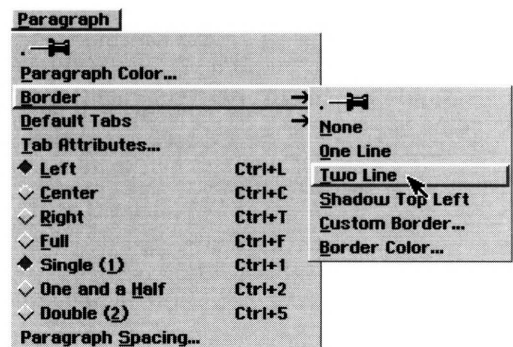 Paragraph
Paragraph Color...
Border
Default Tabs
Tab Attributes...
Left Ctrl+L
Center Ctrl+C
Right Ctrl+T
Full Ctrl+F
Single (1) Ctrl+1
One and a Half Ctrl+2
Double (2) Ctrl+5
Paragraph Spacing...
None
One Line
Two Line
Shadow Top Left
Custom Border...
Border Color...